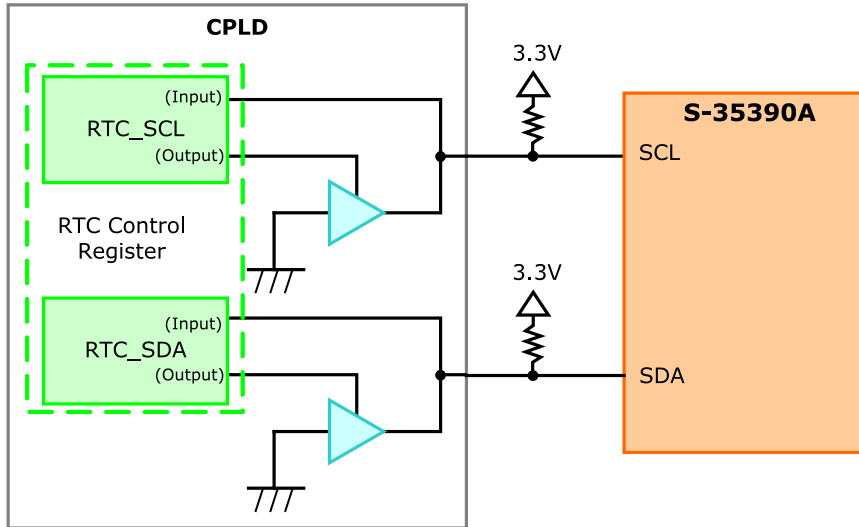 CPLD
(Input)
RTC_SCL
(Output)
RTC Control
Register
(Input)
RTC_SDA
(Output)
3.3V
3.3V
S-35390A
SCL
SDA